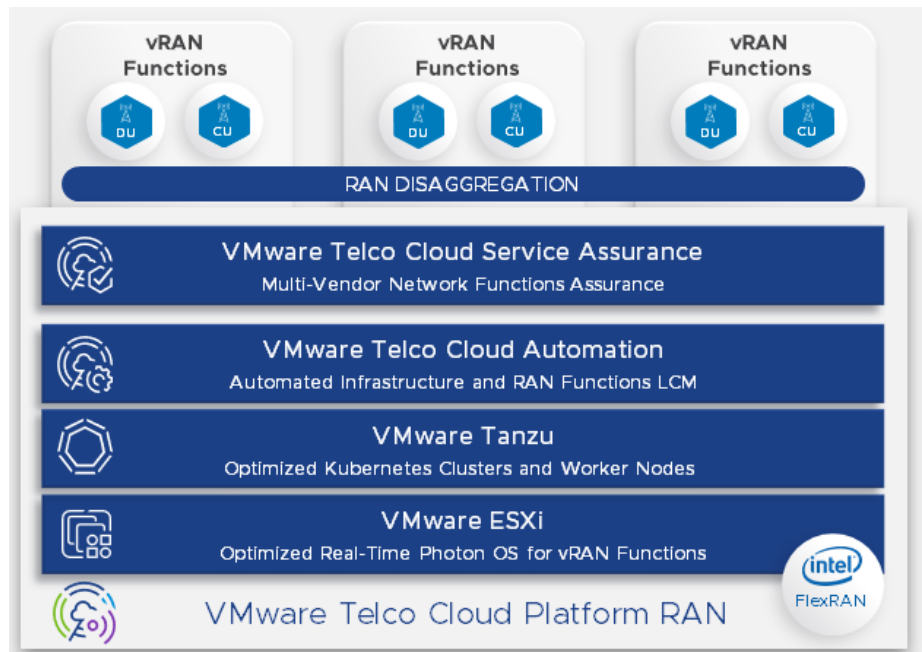 vRAN
Functions
DU
CU
vRAN
Functions
DU
CU
vRAN
Functions
DU
CU
RAN DISAGGREGATION
VMware Telco Cloud Service Assurance
Multi-Vendor Network Functions Assurance
VMware Telco Cloud Automation
Automated Infrastructure and RAN Functions LCM
VMware Tanzu
Optimized Kubernetes Clusters and Worker Nodes
VMware ESXi
Optimized Real-Time Photon OS for vRAN Functions
intel
FlexRAN
VMware Telco Cloud Platform RAN